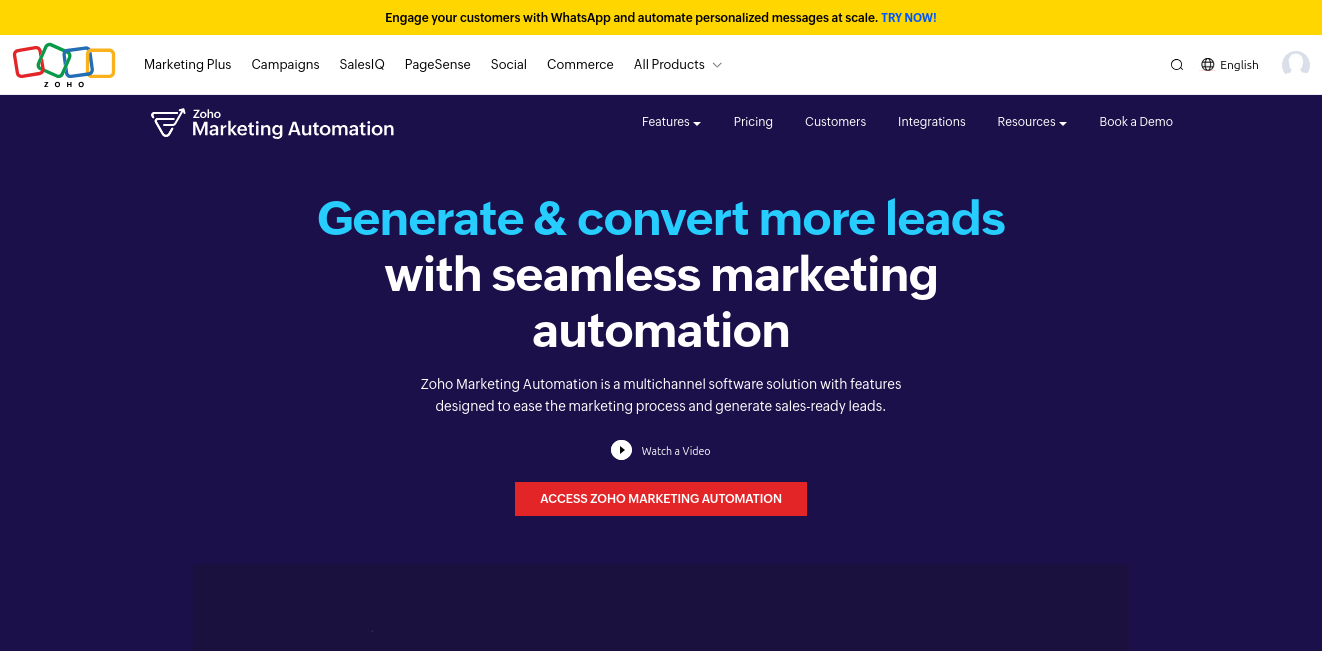 Engage your customers with WhatsApp and automate personalized messages at scale. TRY NOW!
ZOHO
Marketing Plus Campaigns SalesIQ PageSense Social Commerce All Products English
Zoho
Marketing Automation
Features Pricing Customers Integrations Resources Book a Demo
Generate & convert more leads
with seamless marketing
automation
Zoho Marketing Automation is a multichannel software solution with features
designed to ease the marketing process and generate sales-ready leads.
Watch a Video
ACCESS ZOHO MARKETING AUTOMATION